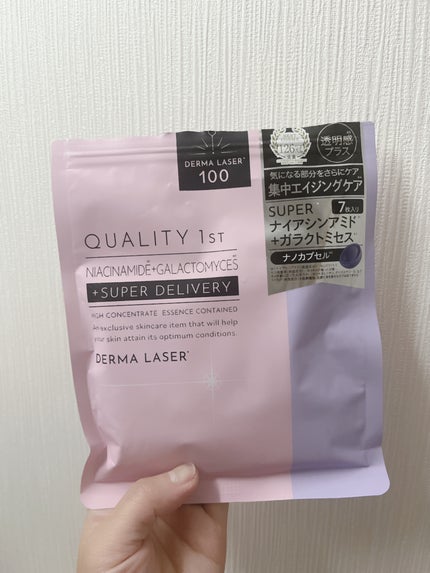 DERMA LASER
100
透明感
プラス
気になる部分をさらにケア
集中エイジングケア
SUPER 7枚入り
ナイアシンアミド
+ガラクトミセス
ナノカプセル
QUALITY 1ST
NIACINAMIDE+GALACTOMYCES
+SUPER DELIVERY
HIGH CONCENTRATE ESSENCE CONTAINED
An exclusive skincare item that will help
your skin attain its optimum conditions.
DERMA LASER